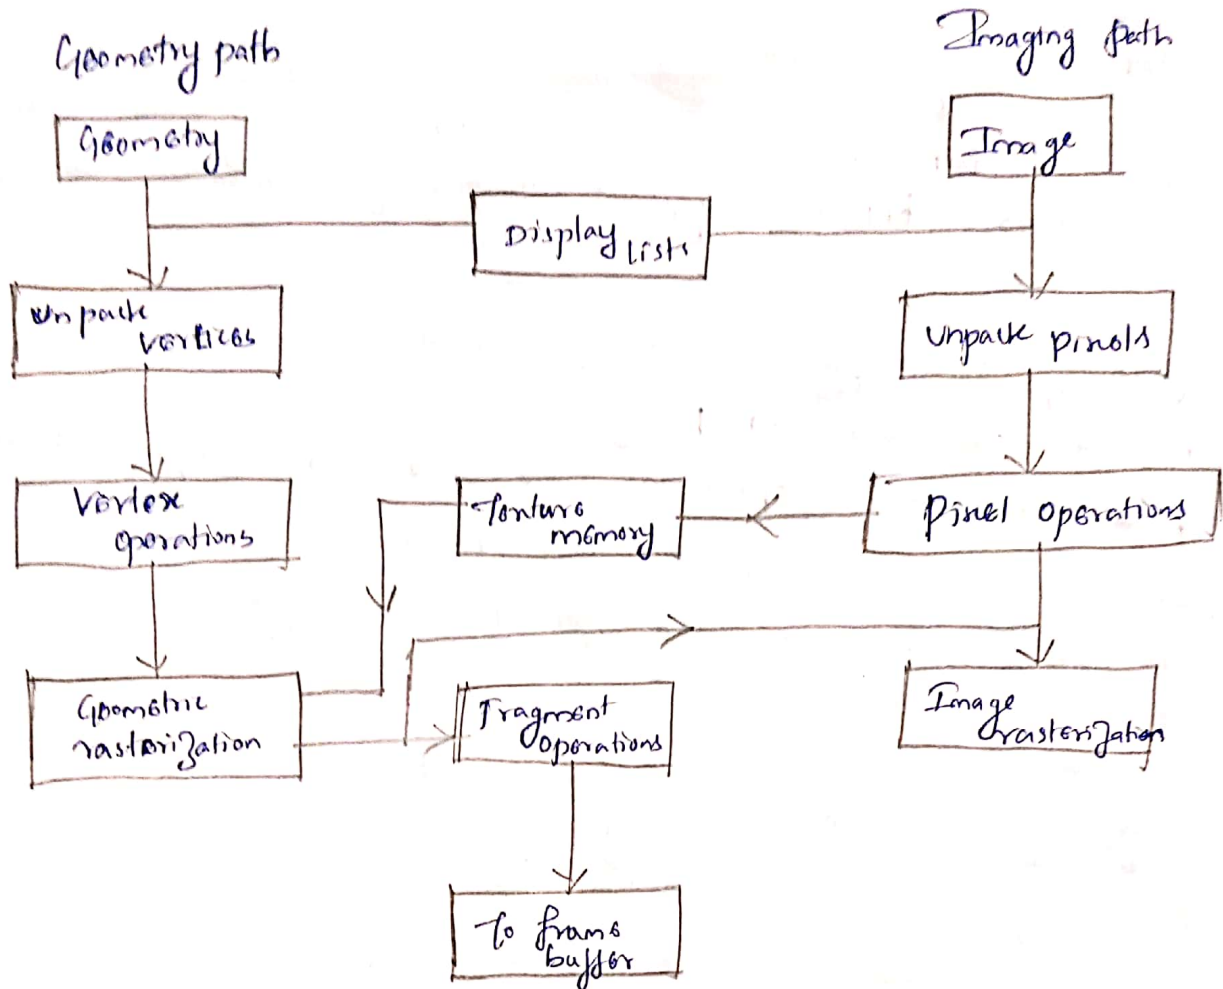 Geometry path
Imaging path
Geometry
Image
Display
lists
Unpack
vertices
Unpack pixels
Vertex
operations
Texture
memory
Pixel operations
Geometric
rasterization
Fragment
operations
Image
rasterization
To frame
buffer